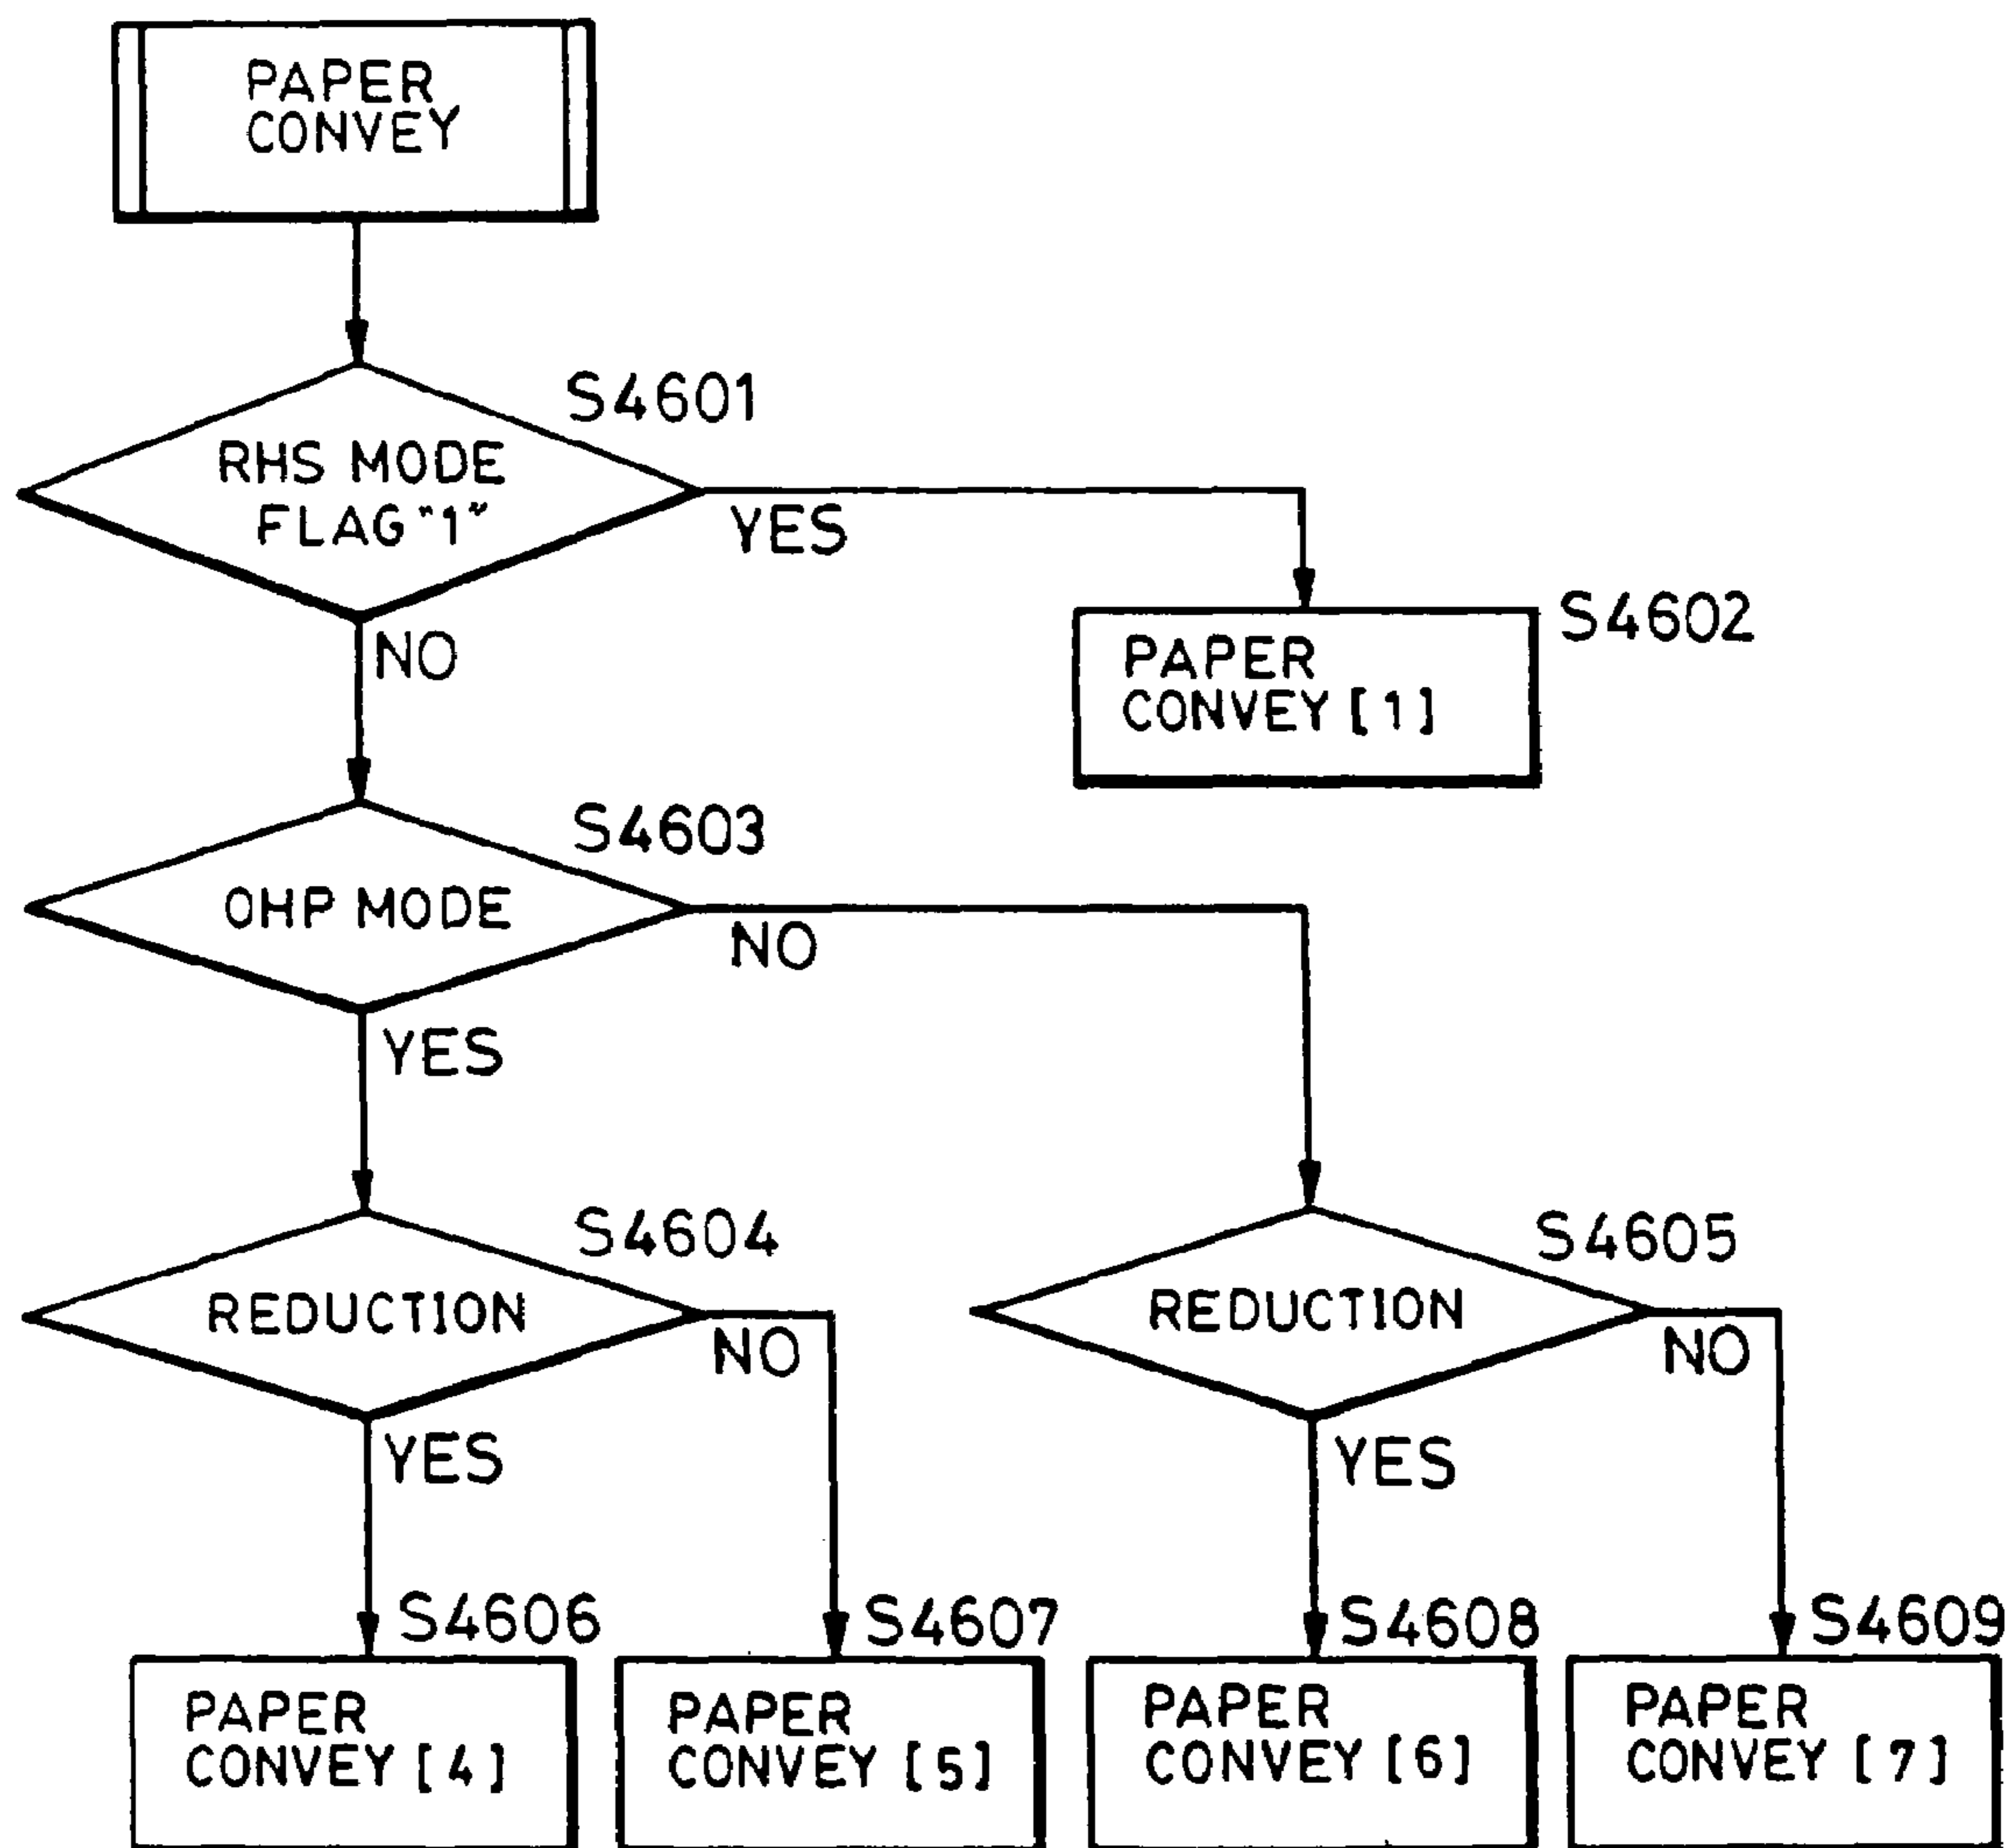 PAPER
CONVEY
S4601
RHS MODE
FLAG "1"
YES
NO
S4602
PAPER
CONVEY [1]
S4603
OHP MODE
NO
YES
S4604
REDUCTION
NO
YES
S4605
REDUCTION
NO
YES
S4606
PAPER
CONVEY [4]
S4607
PAPER
CONVEY [5]
S4608
PAPER
CONVEY [6]
S4609
PAPER
CONVEY [7]